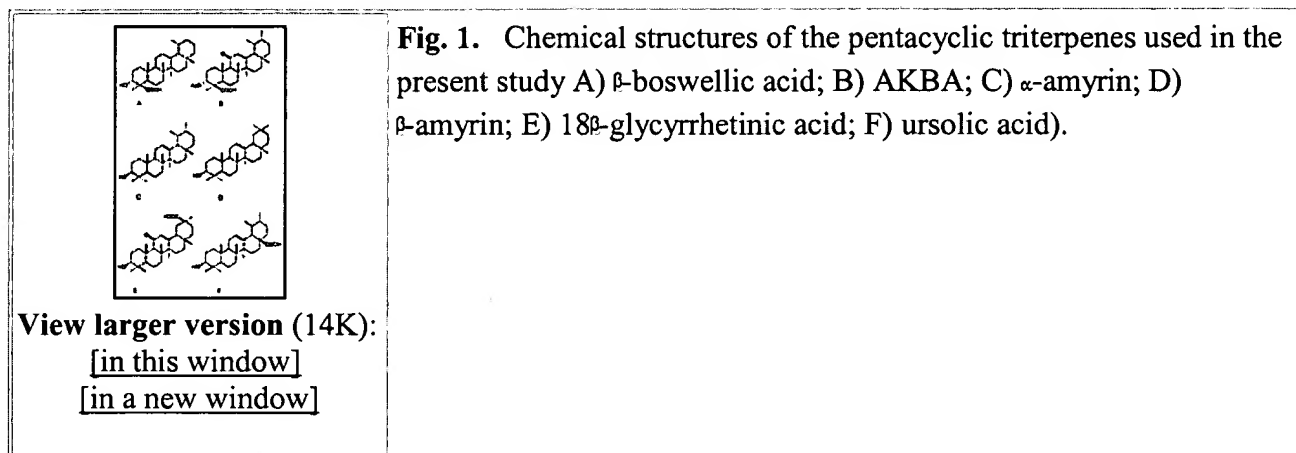 Fig. 1. Chemical structures of the pentacyclic triterpenes used in the
present study A) β-boswellic acid; B) AKBA; C) α-amyrin; D)
β-amyrin; E) 18β-glycyrrhetinic acid; F) ursolic acid).
A B
C D
E F
View larger version (14K):
[in this window]
[in a new window]